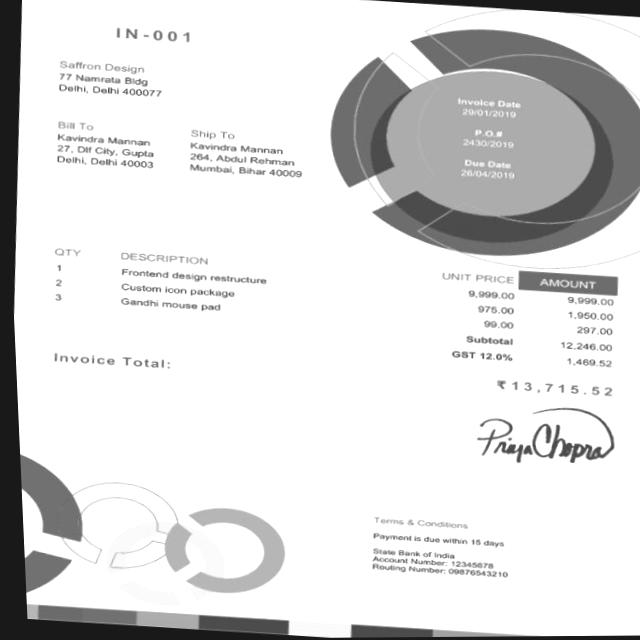 IN-001
Saffron Design
77 Namrata Bldg
Delhi, Delhi 400077
Invoice Date
29/01/2019
P.O.#
2430/2019
Due Date
26/04/2019
Bill To
Kavindra Mannan
27, Dlf City, Gupta
Delhi, Delhi 40003
Ship To
Kavindra Mannan
264, Abdul Rehman
Mumbai, Bihar 40009
QTY DESCRIPTION UNIT PRICE AMOUNT
1 Frontend design restructure 9,999.00 9,999.00
2 Custom icon package 975.00 1,950.00
3 Gandhi mouse pad 99.00 297.00
Subtotal 12,246.00
GST 12.0% 1,469.52
Invoice Total: ₹13,715.52
Priya Chopra
Terms & Conditions
Payment is due within 15 days
State Bank of India
Account Number: 12345678
Routing Number: 09876543210